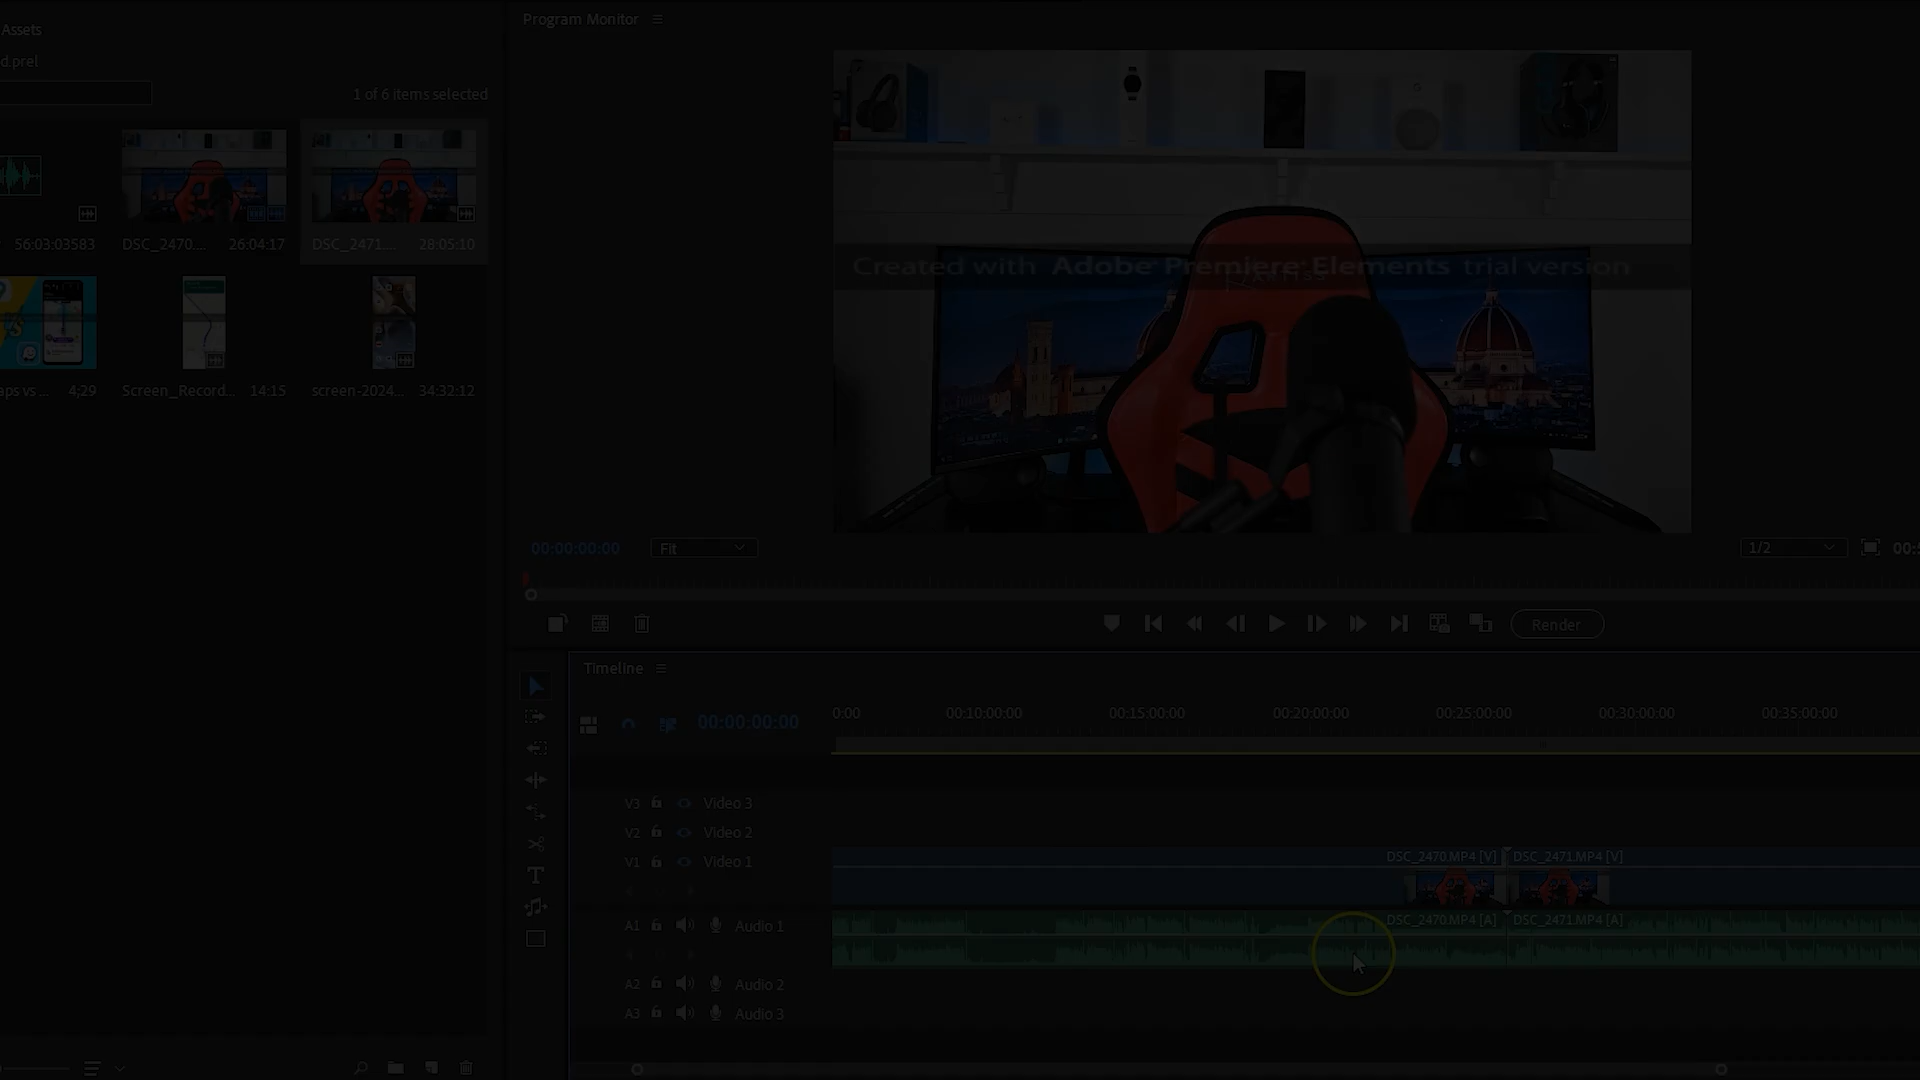 Assets
d.prel
1 of 6 items selected
56:03:03583
DSC_2470.... 26:04:17
DSC_2471.... 28:05:10
aps vs ... 4;29
Screen_Record... 14:15
screen-2024... 34:32:12
Program Monitor
Created with Adobe Premiere Elements trial version
00:00:00:00
Fit
1/2
00:
Render
Timeline
00:00:00:00
0:00 00:10:00:00 00:15:00:00 00:20:00:00 00:25:00:00 00:30:00:00 00:35:00:00
V3 Video 3
V2 Video 2
V1 Video 1
DSC_2470.MP4 [V] DSC_2471.MP4 [V]
A1 Audio 1
DSC_2470.MP4 [A] DSC_2471.MP4 [A]
A2 Audio 2
A3 Audio 3